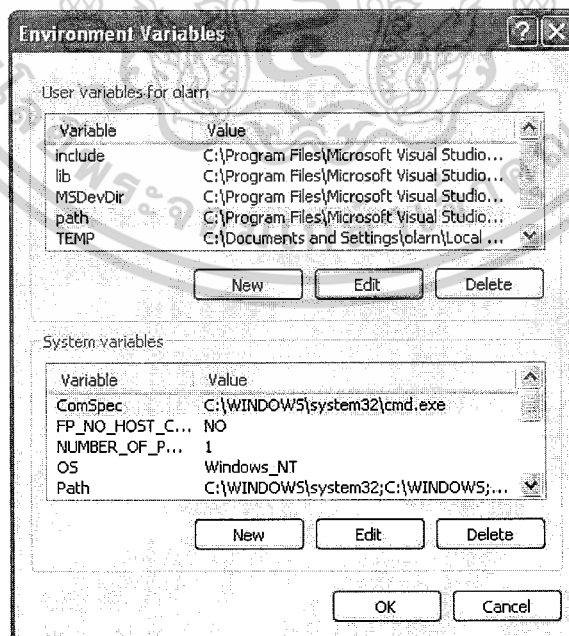 Environment Variables
User variables for olarn
Variable Value
include C:\Program Files\Microsoft Visual Studio...
lib C:\Program Files\Microsoft Visual Studio...
MSDevDir C:\Program Files\Microsoft Visual Studio...
path C:\Program Files\Microsoft Visual Studio...
TEMP C:\Documents and Settings\olarn\Local ...
New Edit Delete
System variables
Variable Value
ComSpec C:\WINDOWS\system32\cmd.exe
FP_NO_HOST_C... NO
NUMBER_OF_P... 1
OS Windows_NT
Path C:\WINDOWS\system32;C:\WINDOWS;...
New Edit Delete
OK Cancel